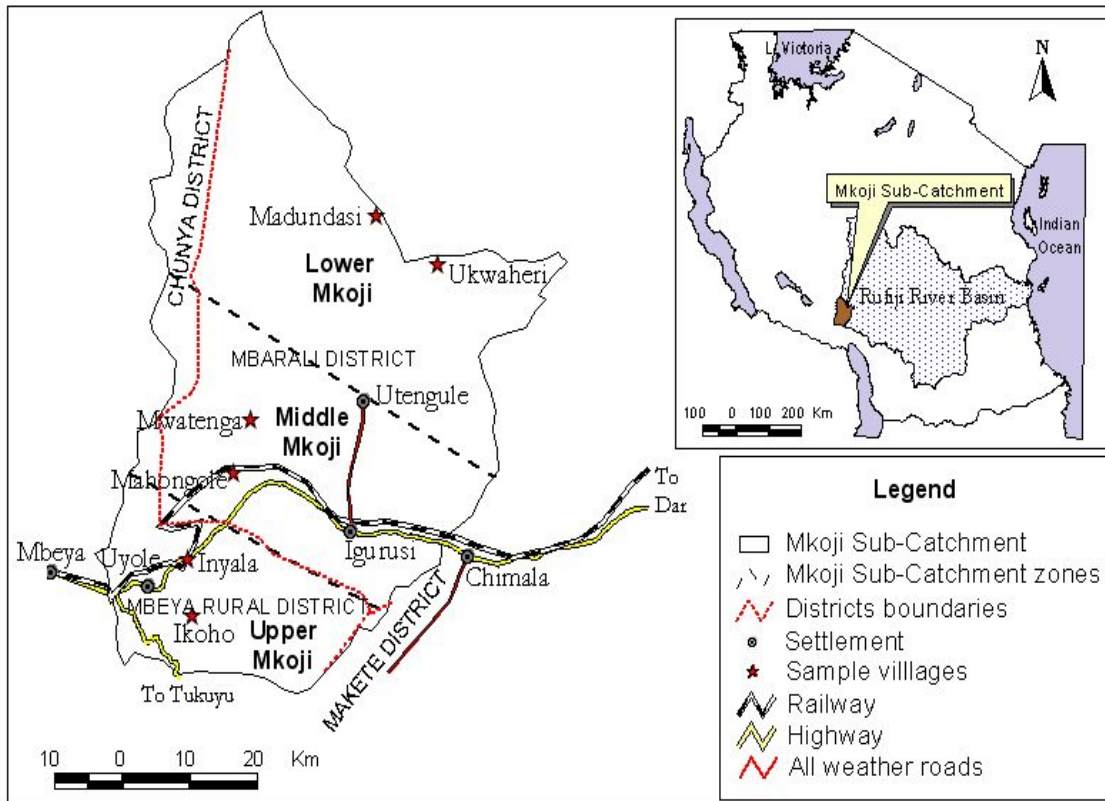 CHUNYA DISTRICT
Madundasi
Lower
Mkoji
Ukwaheri
MBARALI DISTRICT
Utengule
Mwatenga
Middle
Mkoji
Mahongole
To
Dar
Igurusi
Mbeya
Uyole
Inyala
Chimala
MBEYA RURAL DISTRICT
Ikoho
Upper
Mkoji
MAKETE DISTRICT
To Tukuyu
10 0 10 20 Km
L. Victoria
N
Mkoji Sub-Catchment
Indian
Ocean
Rufiji River Basin
100 0 100 200 Km
Legend
Mkoji Sub-Catchment
Mkoji Sub-Catchment zones
Districts boundaries
Settlement
Sample villlages
Railway
Highway
All weather roads